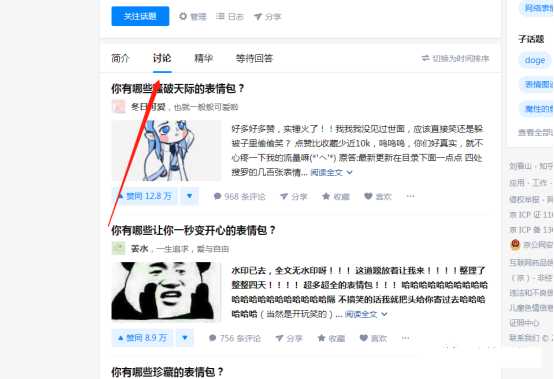 关注话题 管理 日志 分享
简介 讨论 精华 等待回答 切换为时间排序
你有哪些骚破天际的表情包？
冬日可爱，也就一般般可爱啦
好多好多赞，实锤火了！！我我我没见过世面，应该直接笑还是躲
被子里偷偷笑？ 点赞比收藏少近10k，呜呜呜，你们好真实，就不
心疼一下我的流量嘛(*'へ'*) 原答:最新更新在目录下面一点点 四处
搜罗的几百张表情... 阅读全文
赞同 12.8 万 968 条评论 分享 收藏 喜欢 ...
你有哪些让你一秒变开心的表情包？
姜水，一生追求，爱与自由
水印已去，全文无水印呀！！！ 这道题放着让我来！！！！整理了
整整四天！！！！ 超多超全的表情包！！！ 哈哈哈哈哈哈哈哈哈哈
哈哈哈哈哈哈哈哈哈哈隔 不搞笑的话我就把头给你寄过去哈哈哈
哈哈哈（当然是开玩笑的）... 阅读全文
赞同 8.9 万 756 条评论 分享 收藏 喜欢 ...
你有哪些珍藏的表情包？
网络表情
子话题
doge
表情图
魔性的
查看全部
刘看山 · 知乎
应用 · 工作 ·
侵权举报 ·
京 ICP 证 11
京 ICP 备 13
京公网安
互联网药品
（京）- 非经
违法和不良信
儿童色情信息
证照中心
联系我们 © 2